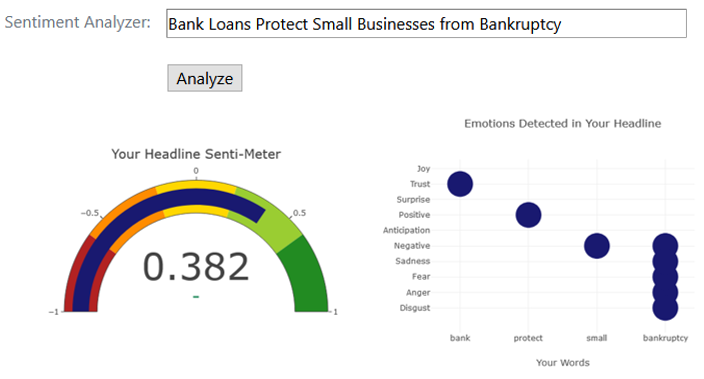 Sentiment Analyzer: Bank Loans Protect Small Businesses from Bankruptcy
Analyze
Emotions Detected in Your Headline
Your Headline Senti-Meter
0
−0.5
0.5
−1
1
0.382
-
Joy
Trust
Surprise
Positive
Anticipation
Negative
Sadness
Fear
Anger
Disgust
bank protect small bankruptcy
Your Words